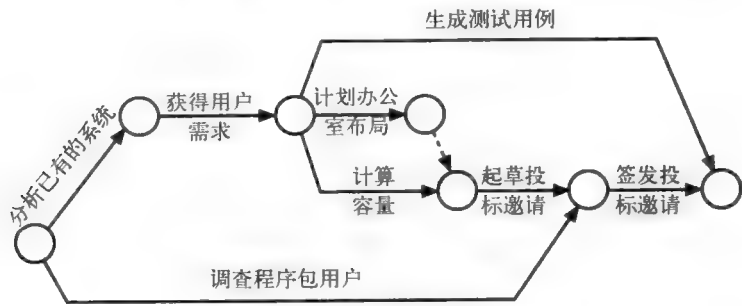 生成测试用例
获得用户
需求
计划办公
室布局
分析已有的系统
计算
容量
起草投
标邀请
签发投
标邀请
调查程序包用户